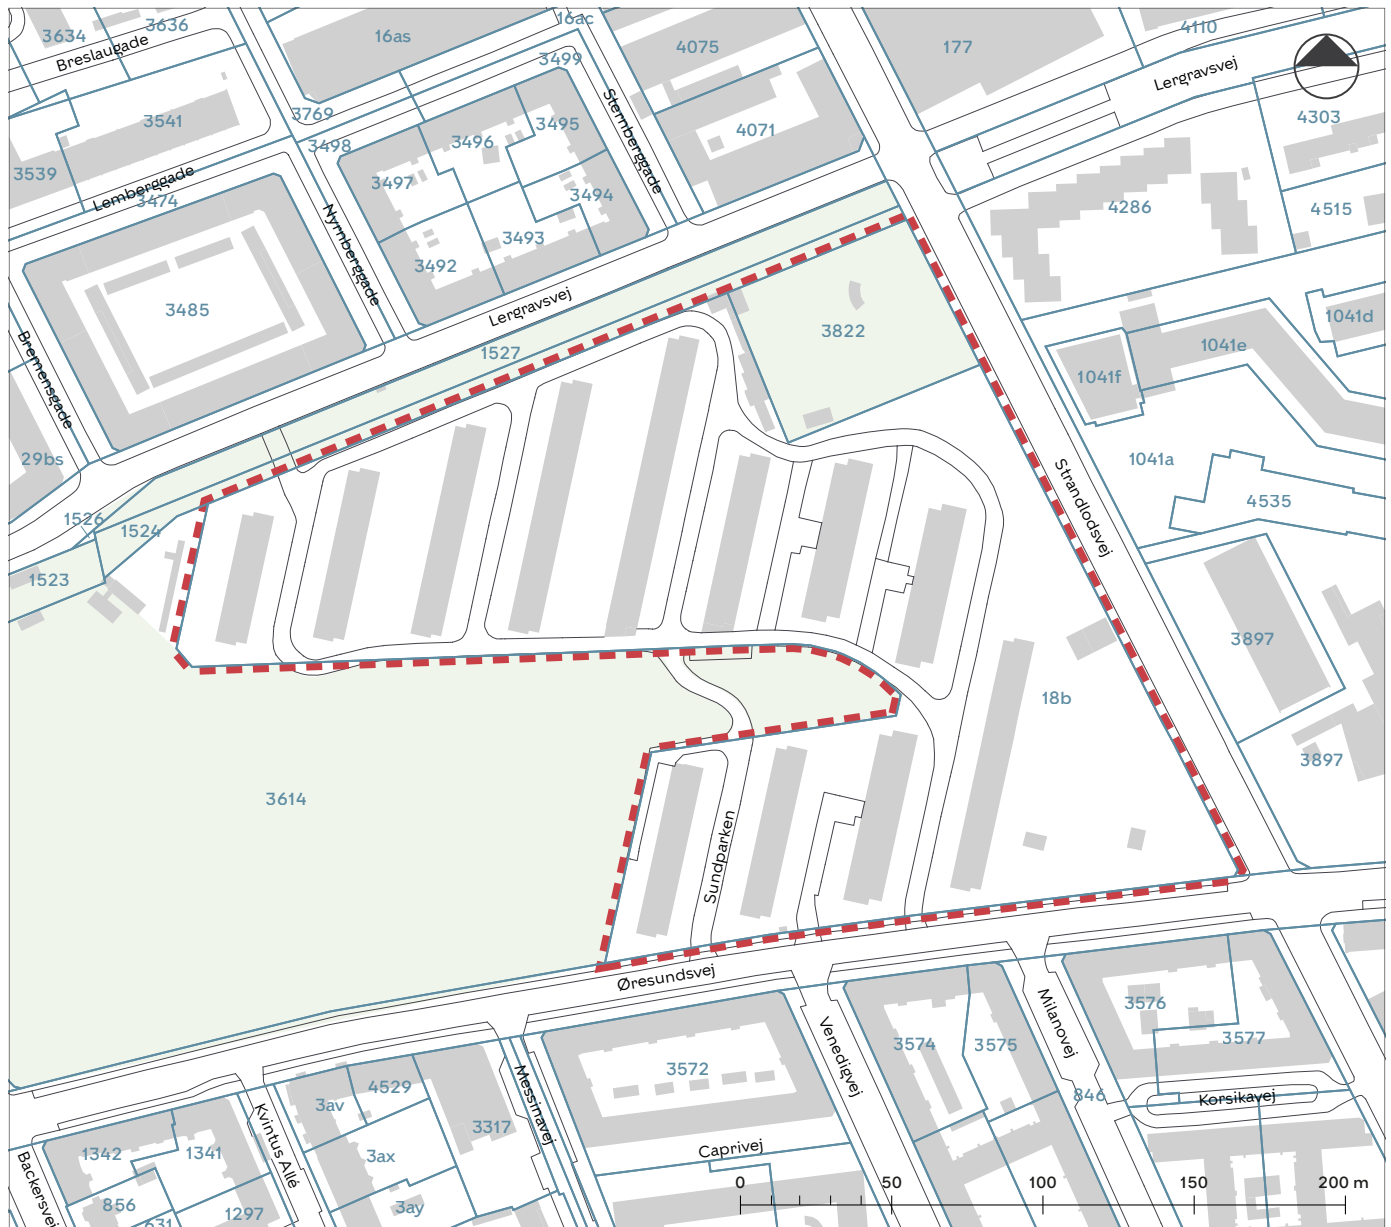 3634
3636
Breslaugade
16as
16ac
4075
177
4110
Lergravsvej
3499
3541
3769
3498
3496
3495
Sternberggade
4071
4303
3539
Lemberggade
3474
3497
3494
4286
4515
Nyrnberggade
3493
3492
3485
Lergravsvej
3822
1041d
1041e
1527
1041f
Bremensgade
29bs
1041a
Strandlodsvej
4535
1526
1524
1523
3897
18b
3897
3614
Sundparken
Øresundsvej
3576
Milanovej
Venedigvej
3574
3575
3577
3572
4529
3av
Messinavej
846
Korsikavej
Kvintus Allé
3317
1342
1341
3ax
Caprivej
Backersvej
856
3ay
1297
631
0
50
100
150
200 m